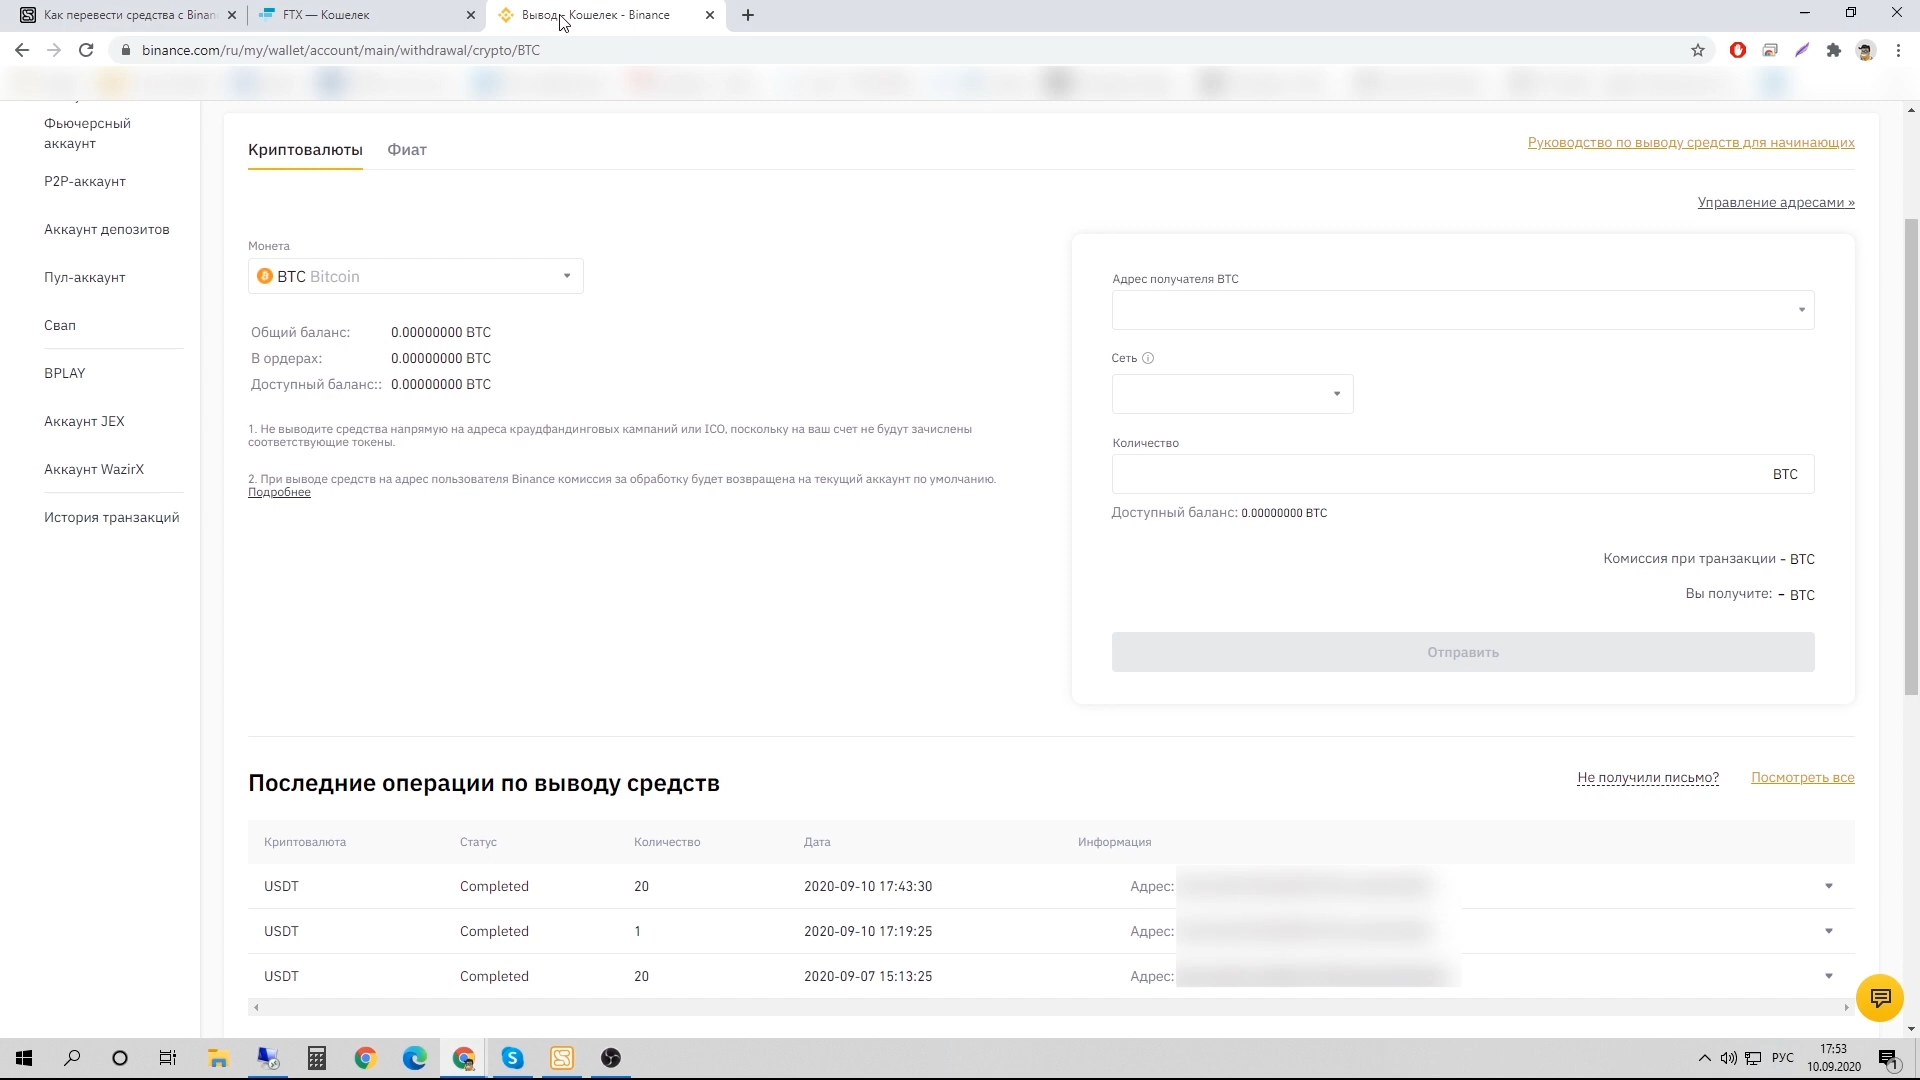 Как перевести средства с Binan
FTX — Кошелек
Вывод - Кошелек - Binance
binance.com/ru/my/wallet/account/main/withdrawal/crypto/BTC
Фьючерсный
аккаунт
P2P-аккаунт
Аккаунт депозитов
Пул-аккаунт
Свап
BPLAY
Аккаунт JEX
Аккаунт WazirX
История транзакций
Криптовалюты
Фиат
Руководство по выводу средств для начинающих
Управление адресами »
Монета
BTC Bitcoin
Общий баланс: 0.00000000 BTC
В ордерах: 0.00000000 BTC
Доступный баланс:: 0.00000000 BTC
1. Не выводите средства напрямую на адреса краудфандинговых кампаний или ICO, поскольку на ваш счет не будут зачислены
соответствующие токены.
2. При выводе средств на адрес пользователя Binance комиссия за обработку будет возвращена на текущий аккаунт по умолчанию.
Подробнее
Адрес получателя BTC
Сеть
Количество
BTC
Доступный баланс: 0.00000000 BTC
Комиссия при транзакции - BTC
Вы получите: - BTC
Отправить
Последние операции по выводу средств
Не получили письмо?
Посмотреть все
Криптовалюта Статус Количество Дата Информация
USDT Completed 20 2020-09-10 17:43:30 Адрес:
USDT Completed 1 2020-09-10 17:19:25 Адрес:
USDT Completed 20 2020-09-07 15:13:25 Адрес:
РУС
17:53
10.09.2020
1